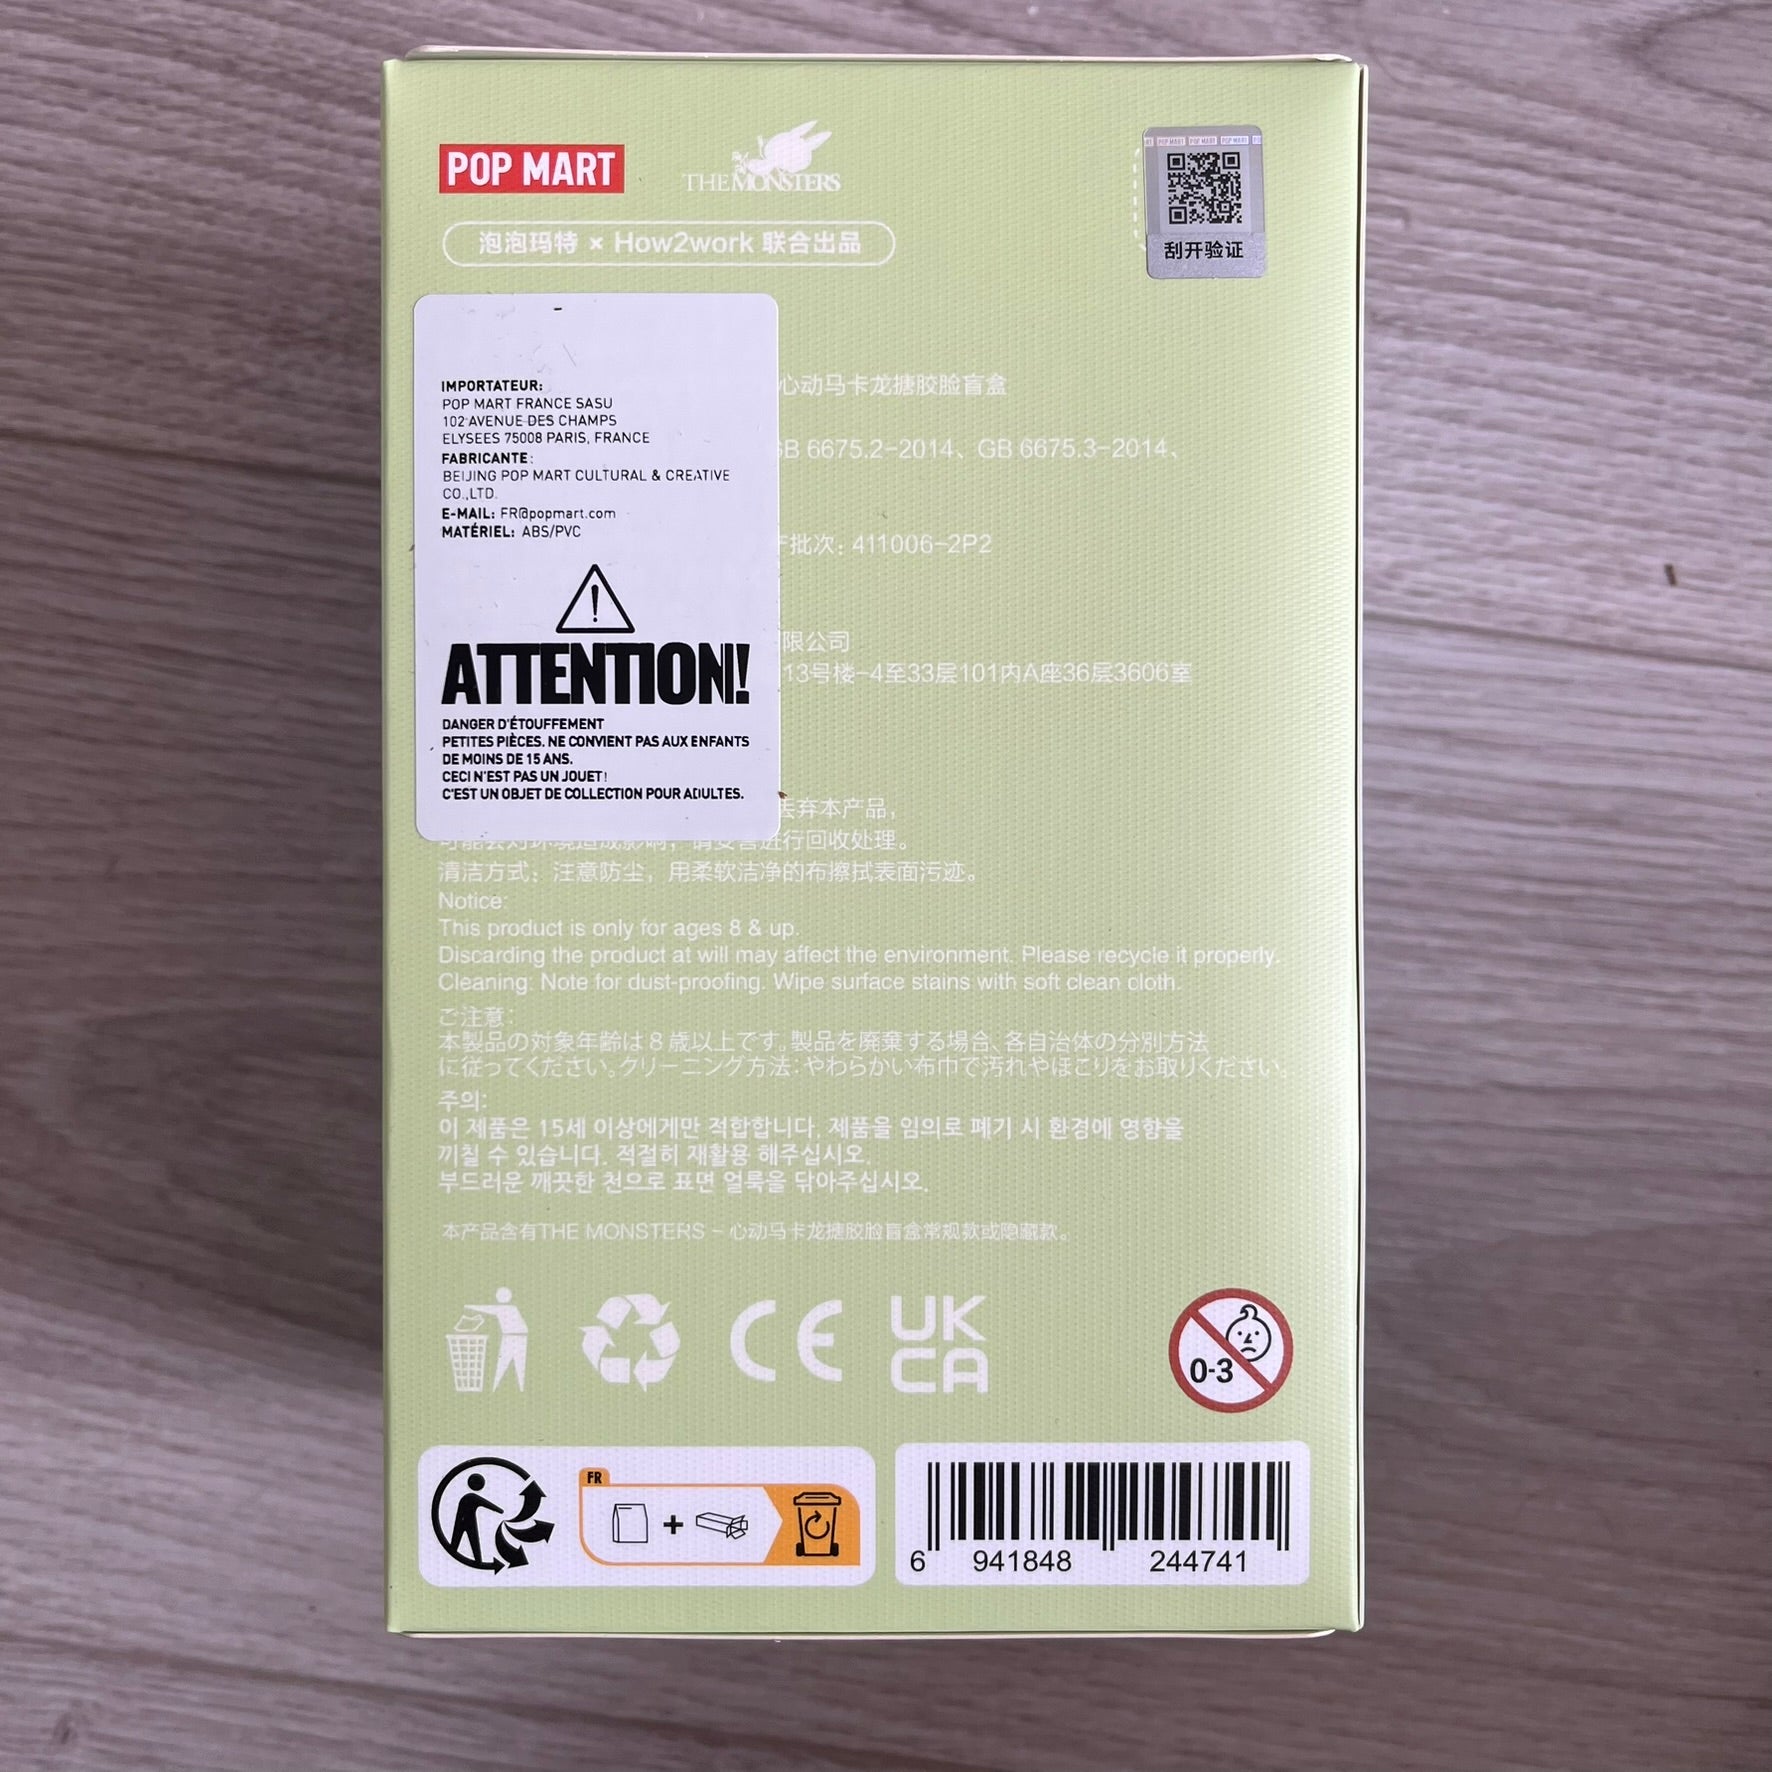 POP MART
THE MONSTERS
POP MART POP MART POP MART
刮开验证
泡泡玛特 × How2work 联合出品
IMPORTATEUR:
POP MART FRANCE SASU
102 AVENUE DES CHAMPS
ELYSEES 75008 PARIS, FRANCE
FABRICANTE:
BEIJING POP MART CULTURAL & CREATIVE
CO.,LTD.
E-MAIL: FR@popmart.com
MATÉRIEL: ABS/PVC
ATTENTION!
DANGER D'ÉTOUFFEMENT
PETITES PIÈCES. NE CONVIENT PAS AUX ENFANTS
DE MOINS DE 15 ANS.
CECI N'EST PAS UN JOUET!
C'EST UN OBJET DE COLLECTION POUR ADULTES.
心动马卡龙搪胶脸盲盒
GB 6675.2-2014、GB 6675.3-2014、
批次: 411006-2P2
限公司
13号楼-4至33层101内A座36层3606室
丢弃本产品,
进行回收处理。
清洁方式: 注意防尘, 用柔软洁净的布擦拭表面污迹。
Notice:
This product is only for ages 8 & up.
Discarding the product at will may affect the environment. Please recycle it properly.
Cleaning: Note for dust-proofing. Wipe surface stains with soft clean cloth.
ご注意:
本製品の対象年齢は8歳以上です。製品を廃棄する場合、各自治体の分別方法
に従ってください。クリーニング方法:やわらかい布巾で汚れやほこりをお取りください。
주의:
이 제품은 15세 이상에게만 적합합니다. 제품을 임의로 폐기 시 환경에 영향을
끼칠 수 있습니다. 적절히 재활용 해주십시오.
부드러운 깨끗한 천으로 표면 얼룩을 닦아주십시오.
本产品含有THE MONSTERS - 心动马卡龙搪胶脸盲盒常规款或隐藏款。
CE
UK
CA
0-3
FR
+
6 941848 244741